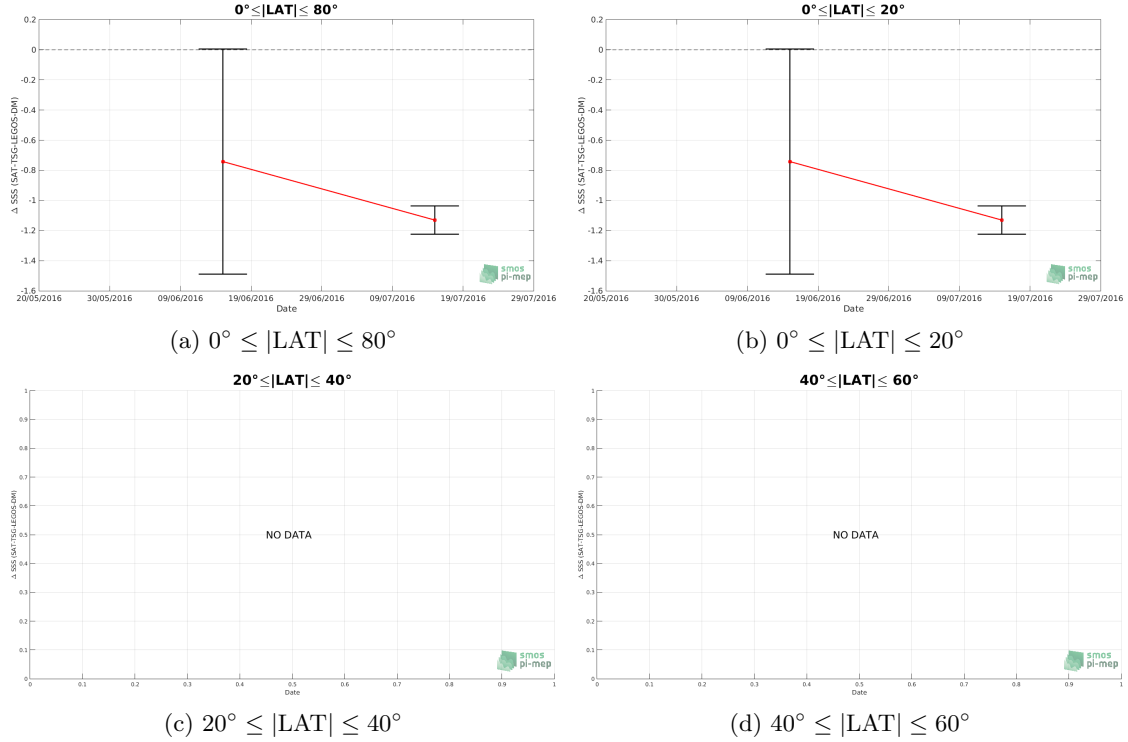 0°≤|LAT|≤ 80°
0.2
0
-0.2
-0.4
-0.6
-0.8
-1
-1.2
-1.4
-1.6
Δ SSS (SAT-TSG-LEGOS-DM)
20/05/2016 30/05/2016 09/06/2016 19/06/2016 29/06/2016 09/07/2016 19/07/2016 29/07/2016
Date
smos
pi-mep
(a) 0° ≤ |LAT| ≤ 80°
0°≤|LAT|≤ 20°
0.2
0
-0.2
-0.4
-0.6
-0.8
-1
-1.2
-1.4
-1.6
Δ SSS (SAT-TSG-LEGOS-DM)
20/05/2016 30/05/2016 09/06/2016 19/06/2016 29/06/2016 09/07/2016 19/07/2016 29/07/2016
Date
smos
pi-mep
(b) 0° ≤ |LAT| ≤ 20°
20°≤|LAT|≤ 40°
1
0.9
0.8
0.7
0.6
0.5
0.4
0.3
0.2
0.1
0
Δ SSS (SAT-TSG-LEGOS-DM)
NO DATA
0 0.1 0.2 0.3 0.4 0.5 0.6 0.7 0.8 0.9 1
Date
smos
pi-mep
(c) 20° ≤ |LAT| ≤ 40°
40°≤|LAT|≤ 60°
1
0.9
0.8
0.7
0.6
0.5
0.4
0.3
0.2
0.1
0
Δ SSS (SAT-TSG-LEGOS-DM)
NO DATA
0 0.1 0.2 0.3 0.4 0.5 0.6 0.7 0.8 0.9 1
Date
smos
pi-mep
(d) 40° ≤ |LAT| ≤ 60°